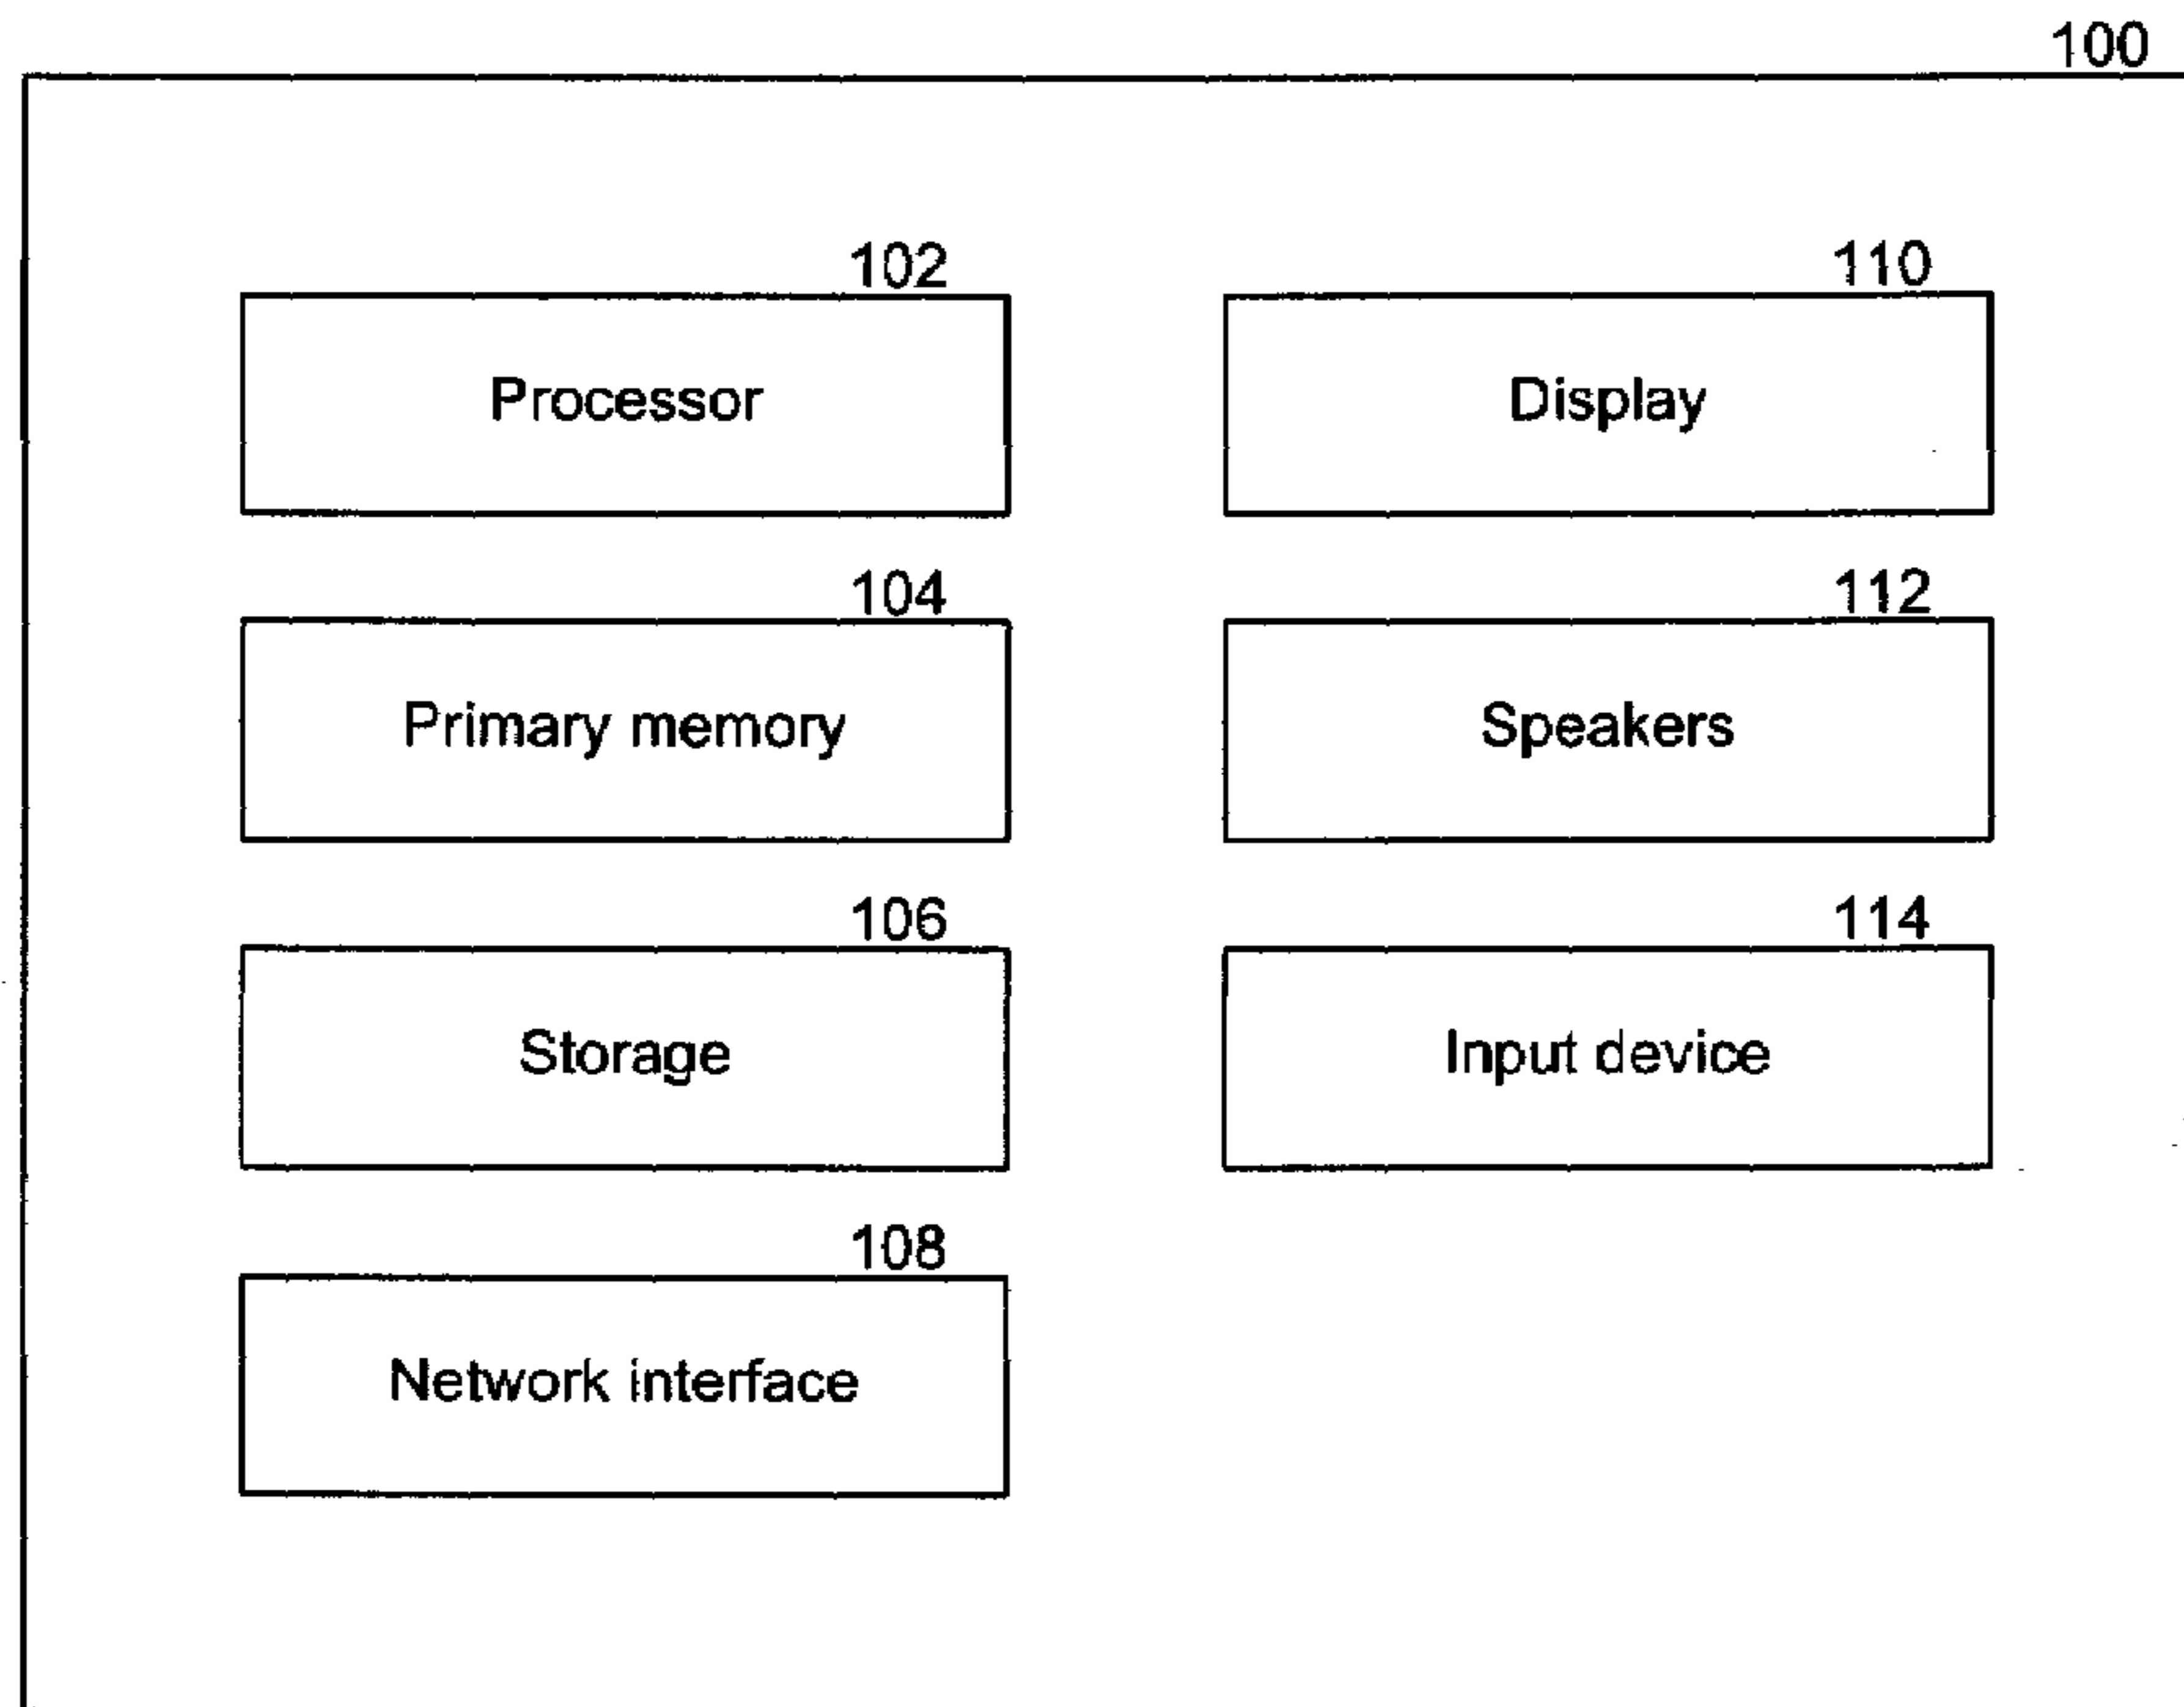 100
102
Processor
110
Display
104
Primary memory
112
Speakers
106
Storage
114
Input device
108
Network interface